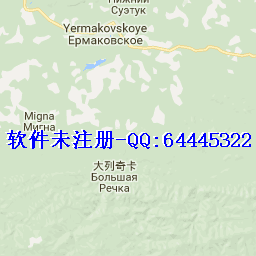 Нижний
Суэтук
Yermakovskoye
Ермаковское
Migna
Мигна
软件未注册-QQ:64445322
大列奇卡
Большая
Речка